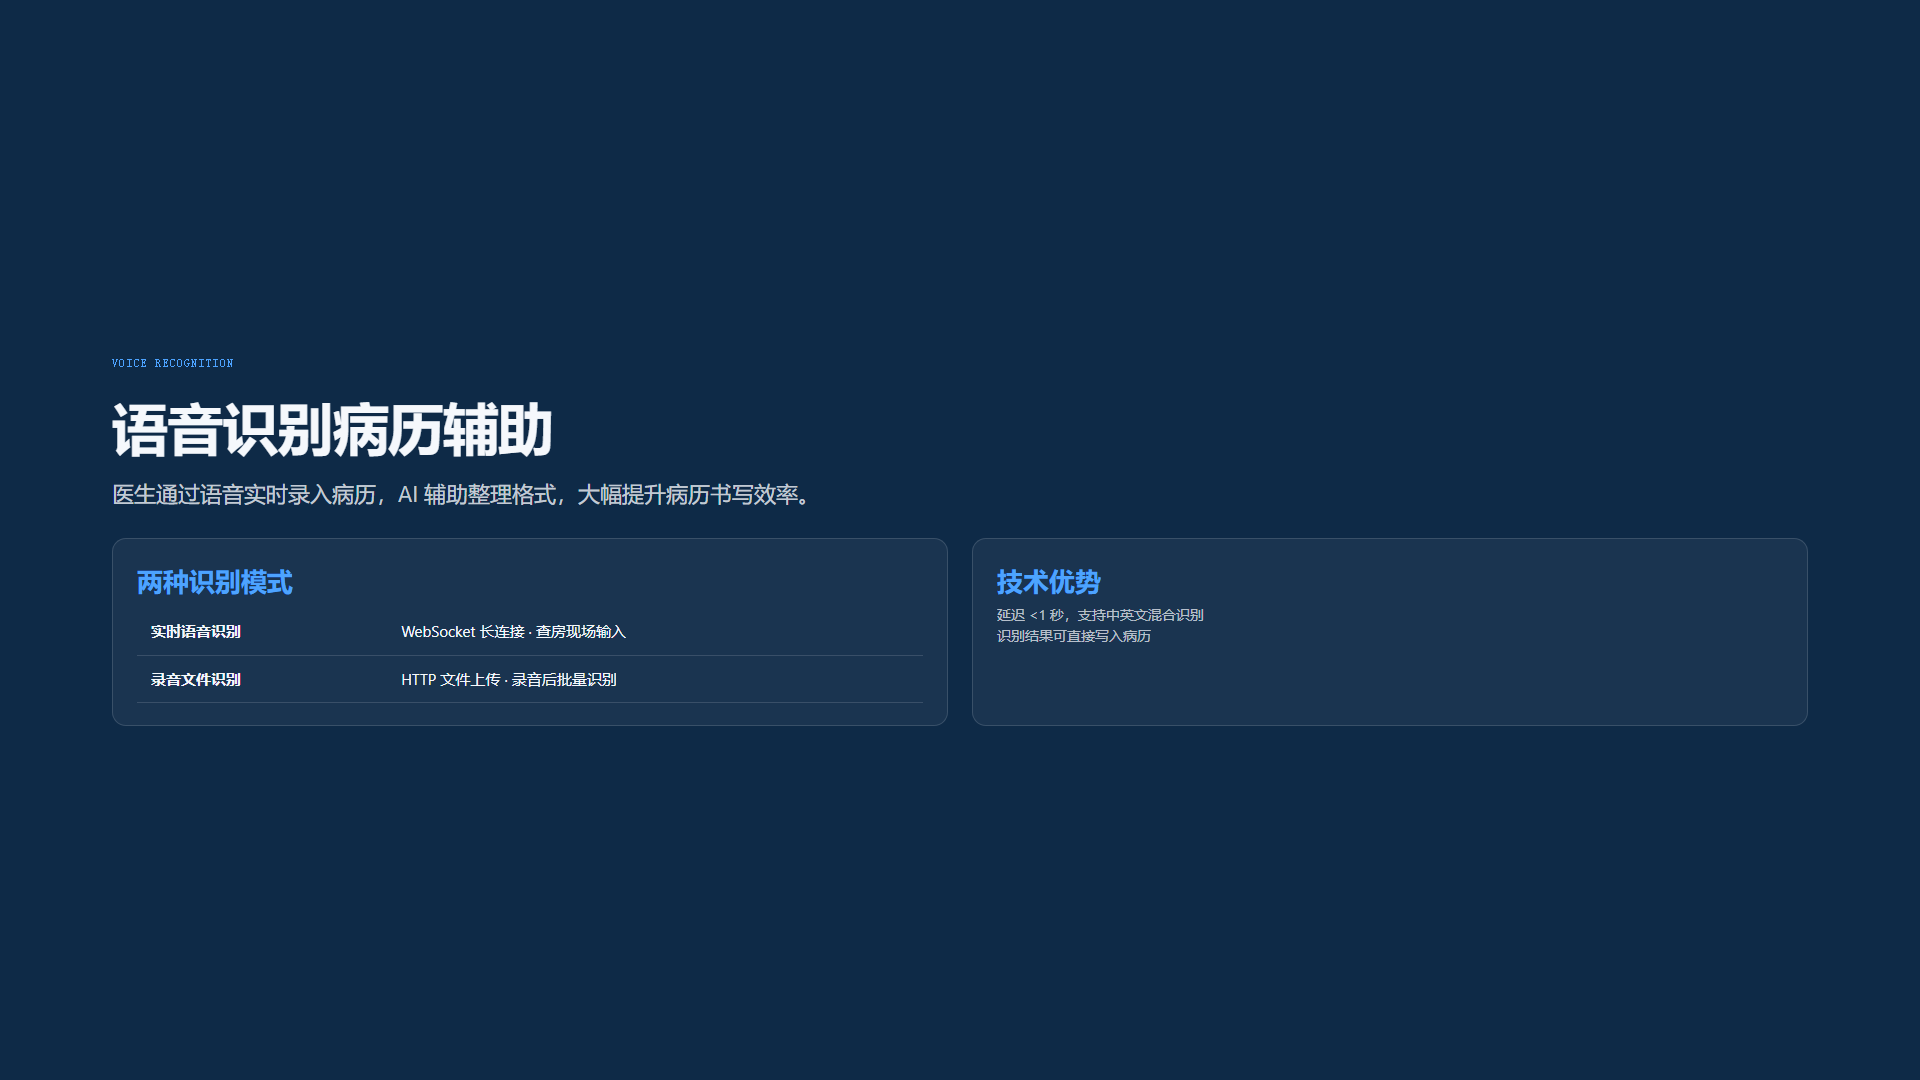 VOICE RECOGNITION
语音识别病历辅助
医生通过语音实时录入病历，AI 辅助整理格式，大幅提升病历书写效率。
两种识别模式
实时语音识别 WebSocket 长连接 · 查房现场输入
录音文件识别 HTTP 文件上传 · 录音后批量识别
技术优势
延迟 <1 秒，支持中英文混合识别
识别结果可直接写入病历